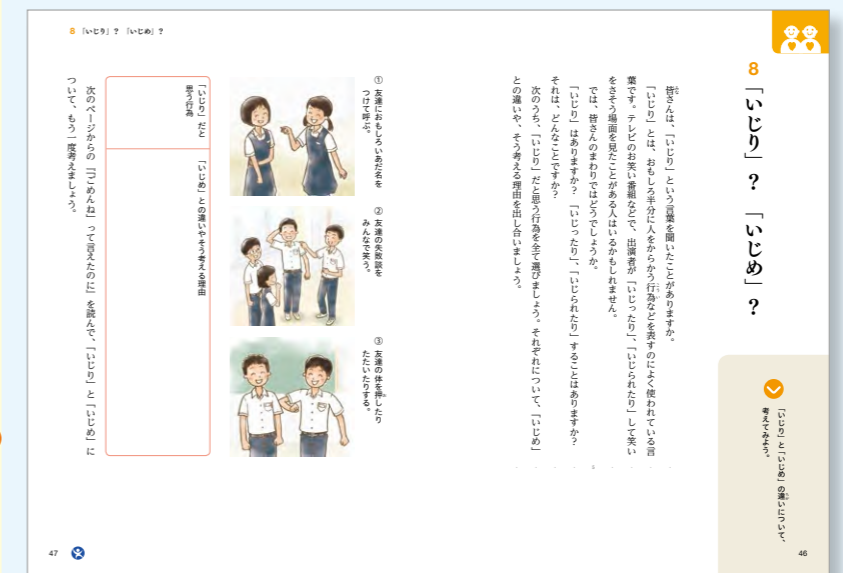 8
「いじり」？「いじめ」？
「いじり」と「いじめ」の違いについて、
考えてみよう。
皆さんは、「いじり」という言葉を聞いたことがありますか。
「いじり」とは、おもしろ半分に人をからかう行為などを表すのによく使われている言
葉です。テレビのお笑い番組などで、出演者が「いじったり」、「いじられたり」して笑い
をさそう場面を見たことがある人はいるかもしれません。
では、皆さんのまわりではどうでしょうか。
「いじり」はありますか？「いじったり」、「いじられたり」することはありますか？
それは、どんなことですか？
次のうち、「いじり」だと思う行為を全て選びましょう。それぞれについて、「いじめ」
との違いや、そう考える理由を出し合いましょう。
46
8 「いじり」？「いじめ」？
① 友達におもしろいあだ名を
つけて呼ぶ。
② 友達の失敗談を
みんなで笑う。
③ 友達の体を押したり
たたいたりする。
「いじり」だと
思う行為
「いじめ」との違いやそう考える理由
次のページからの『「ごめんね」って言えたのに』を読んで、「いじり」と「いじめ」に
ついて、もう一度考えましょう。
47